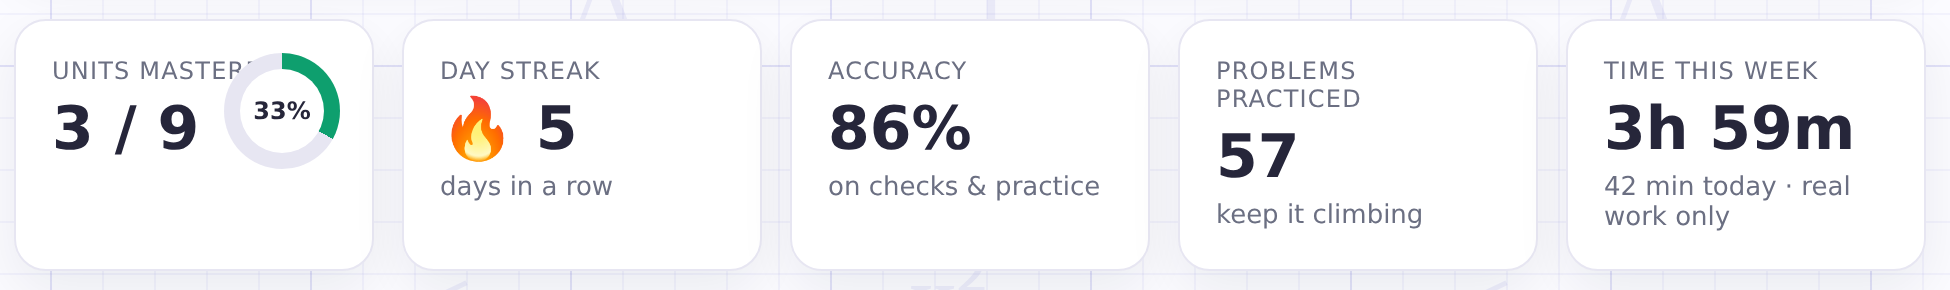 UNITS MASTER
3 / 9
33%
DAY STREAK
🔥 5
days in a row
ACCURACY
86%
on checks & practice
PROBLEMS
PRACTICED
57
keep it climbing
TIME THIS WEEK
3h 59m
42 min today · real
work only